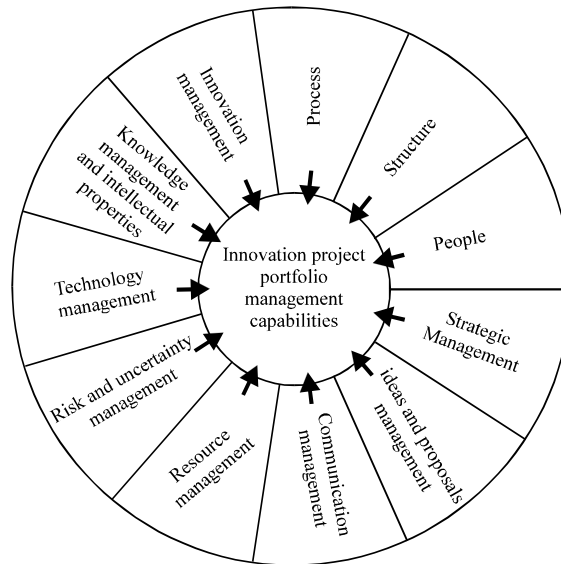 Innovation project
portfolio
management
capabilities
Process
Structure
People
Strategic
Management
ideas and proposals
management
Communication
management
Resource
management
Risk and uncertainty
management
Technology
management
Knowledge
management
and intellectual
properties
Innovation
management